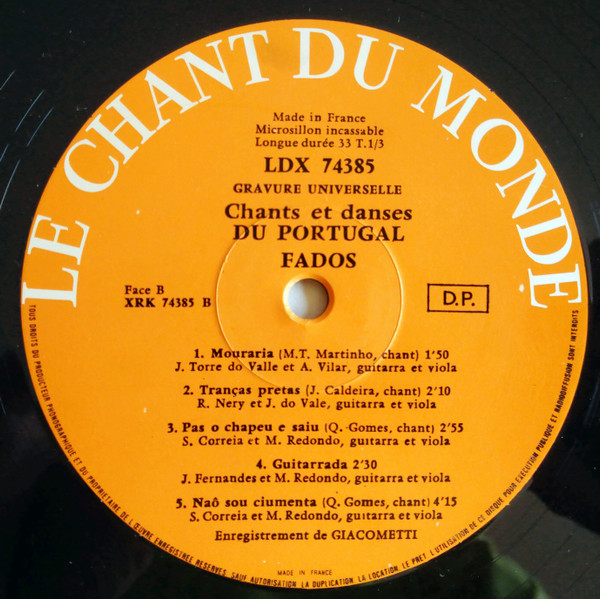 LE CHANT DU MONDE
Made in France
Microsillon incassable
Longue durée 33 T.1/3
LDX 74385
GRAVURE UNIVERSELLE
Chants et danses
DU PORTUGAL
FADOS
Face B
XRK 74385 B
D.P.
1. Mouraria (M.T. Martinho, chant) 1'50
J. Torre do Valle et A. Vilar, guitarra et viola
2. Tranças pretas (J. Caldeira, chant) 2'10
R. Nery et J. do Vale, guitarra et viola
3. Pas o chapeu e saiu (Q. Gomes, chant) 2'55
S. Correia et M. Redondo, guitarra et viola
4. Guitarrada 2'30
J. Fernandes et M. Redondo, guitarra et viola
5. Naô sou ciumenta (Q. Gomes, chant) 4'15
S. Correia et M. Redondo, guitarra et viola
Enregistrement de GIACOMETTI
TOUS DROITS DU PRODUCTEUR PHONOGRAPHIQUE ET DU PROPRIETAIRE DE L'ŒUVRE ENREGISTRÉE RESERVES. SAUF AUTORISATION LA DUPLICATION, LA LOCATION, LE PRÊT, L'UTILISATION DE CE DISQUE POUR EXECUTION PUBLIQUE ET RADIODIFFUSION SONT INTERDITS
MADE IN FRANCE